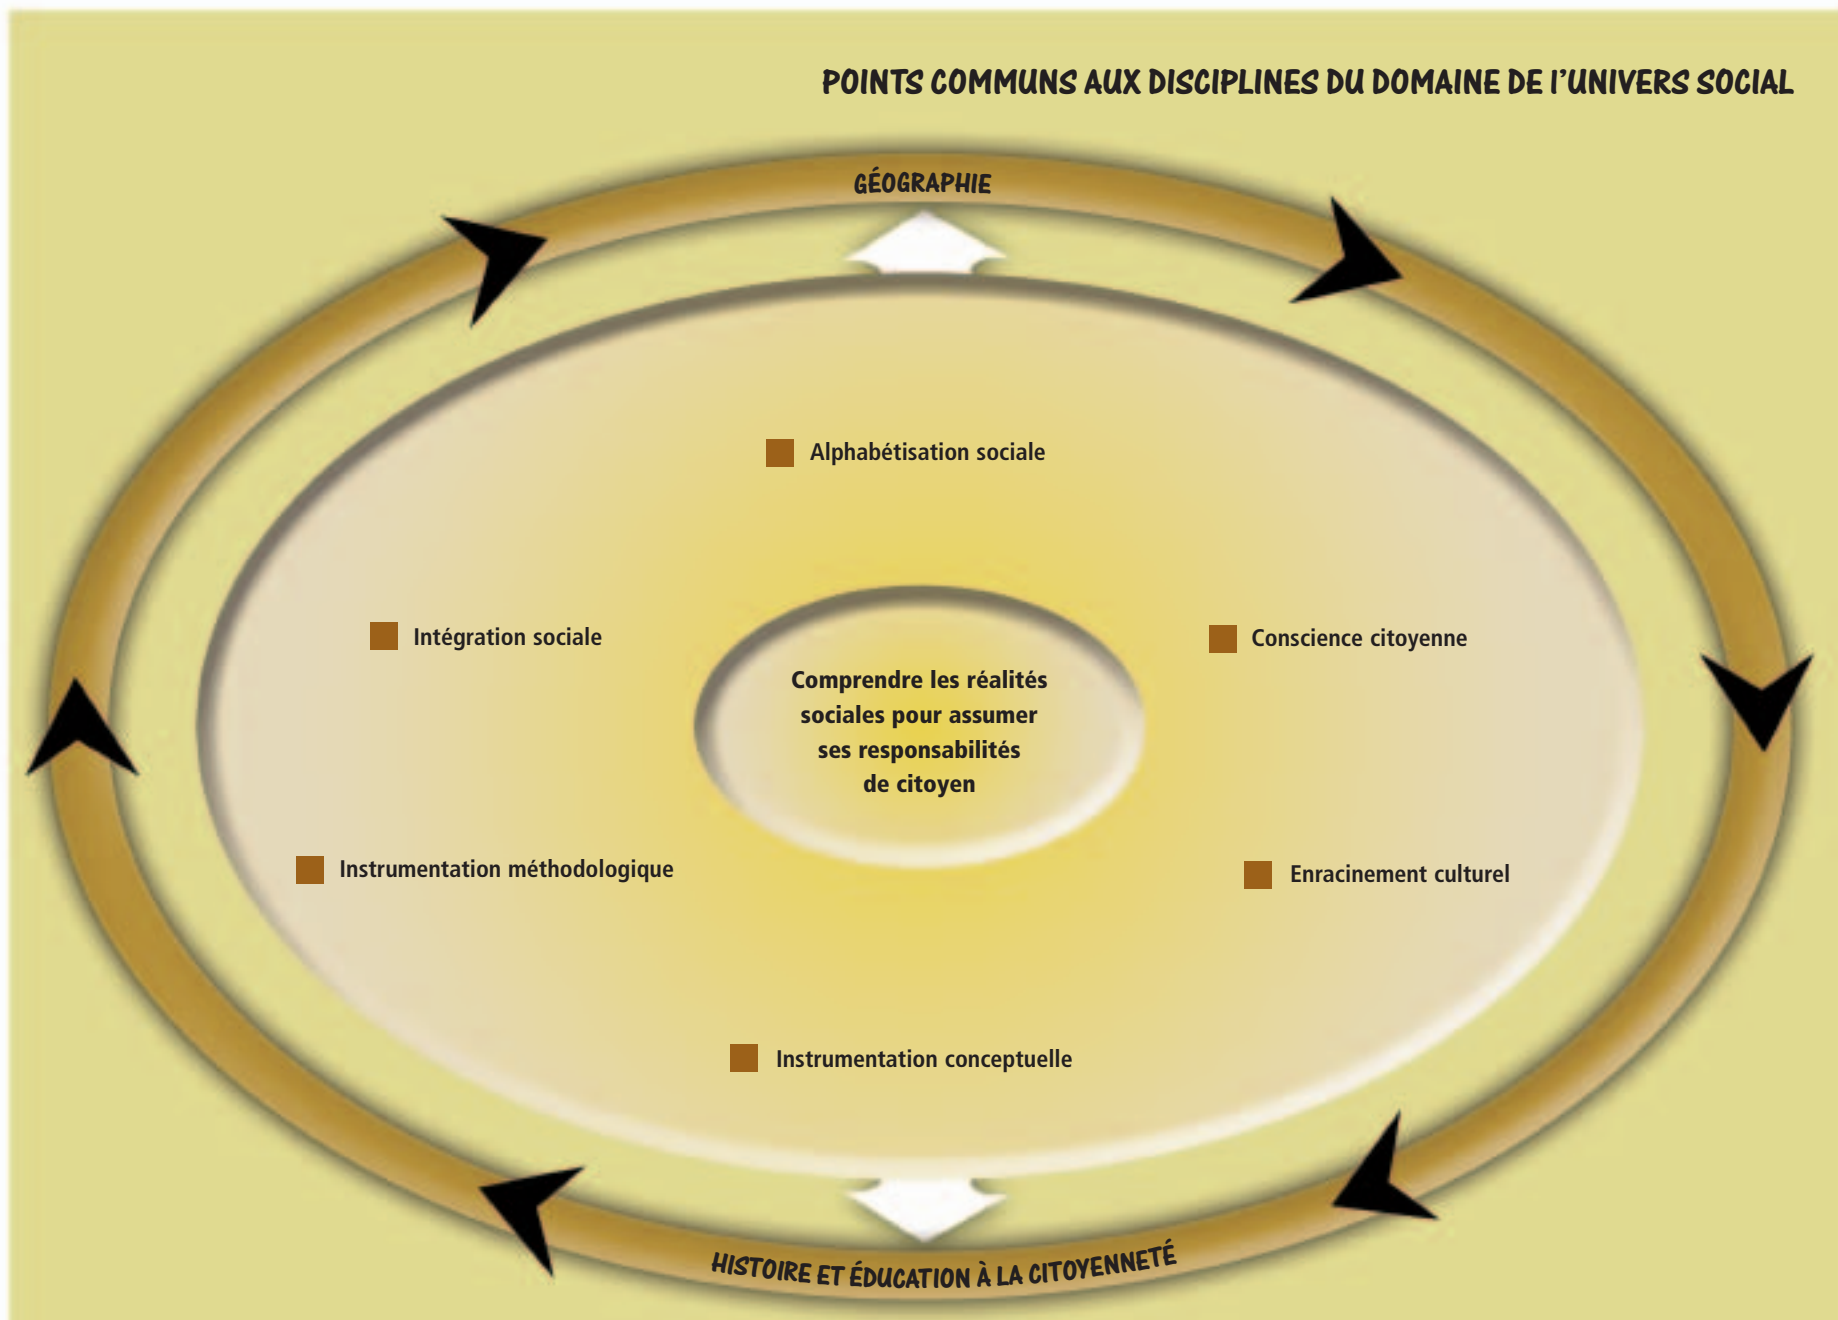 POINTS COMMUNS AUX DISCIPLINES DU DOMAINE DE l'UNIVERS SOCIAL
GÉOGRAPHIE
Alphabétisation sociale
Intégration sociale
Conscience citoyenne
Comprendre les réalités
sociales pour assumer
ses responsabilités
de citoyen
Instrumentation méthodologique
Enracinement culturel
Instrumentation conceptuelle
HISTOIRE ET ÉDUCATION À LA CITOYENNETÉ